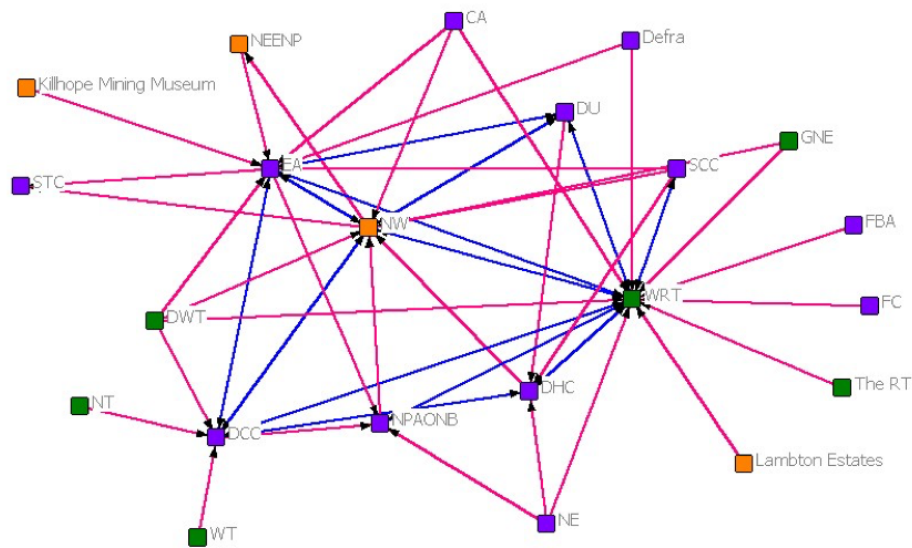 CA
Defra
NEENP
Killhope Mining Museum
DU
GNE
EA
SCC
STC
NW
FBA
WRT
FC
DWT
DHC
The RT
NT
NPAONB
DCC
Lambton Estates
NE
WT